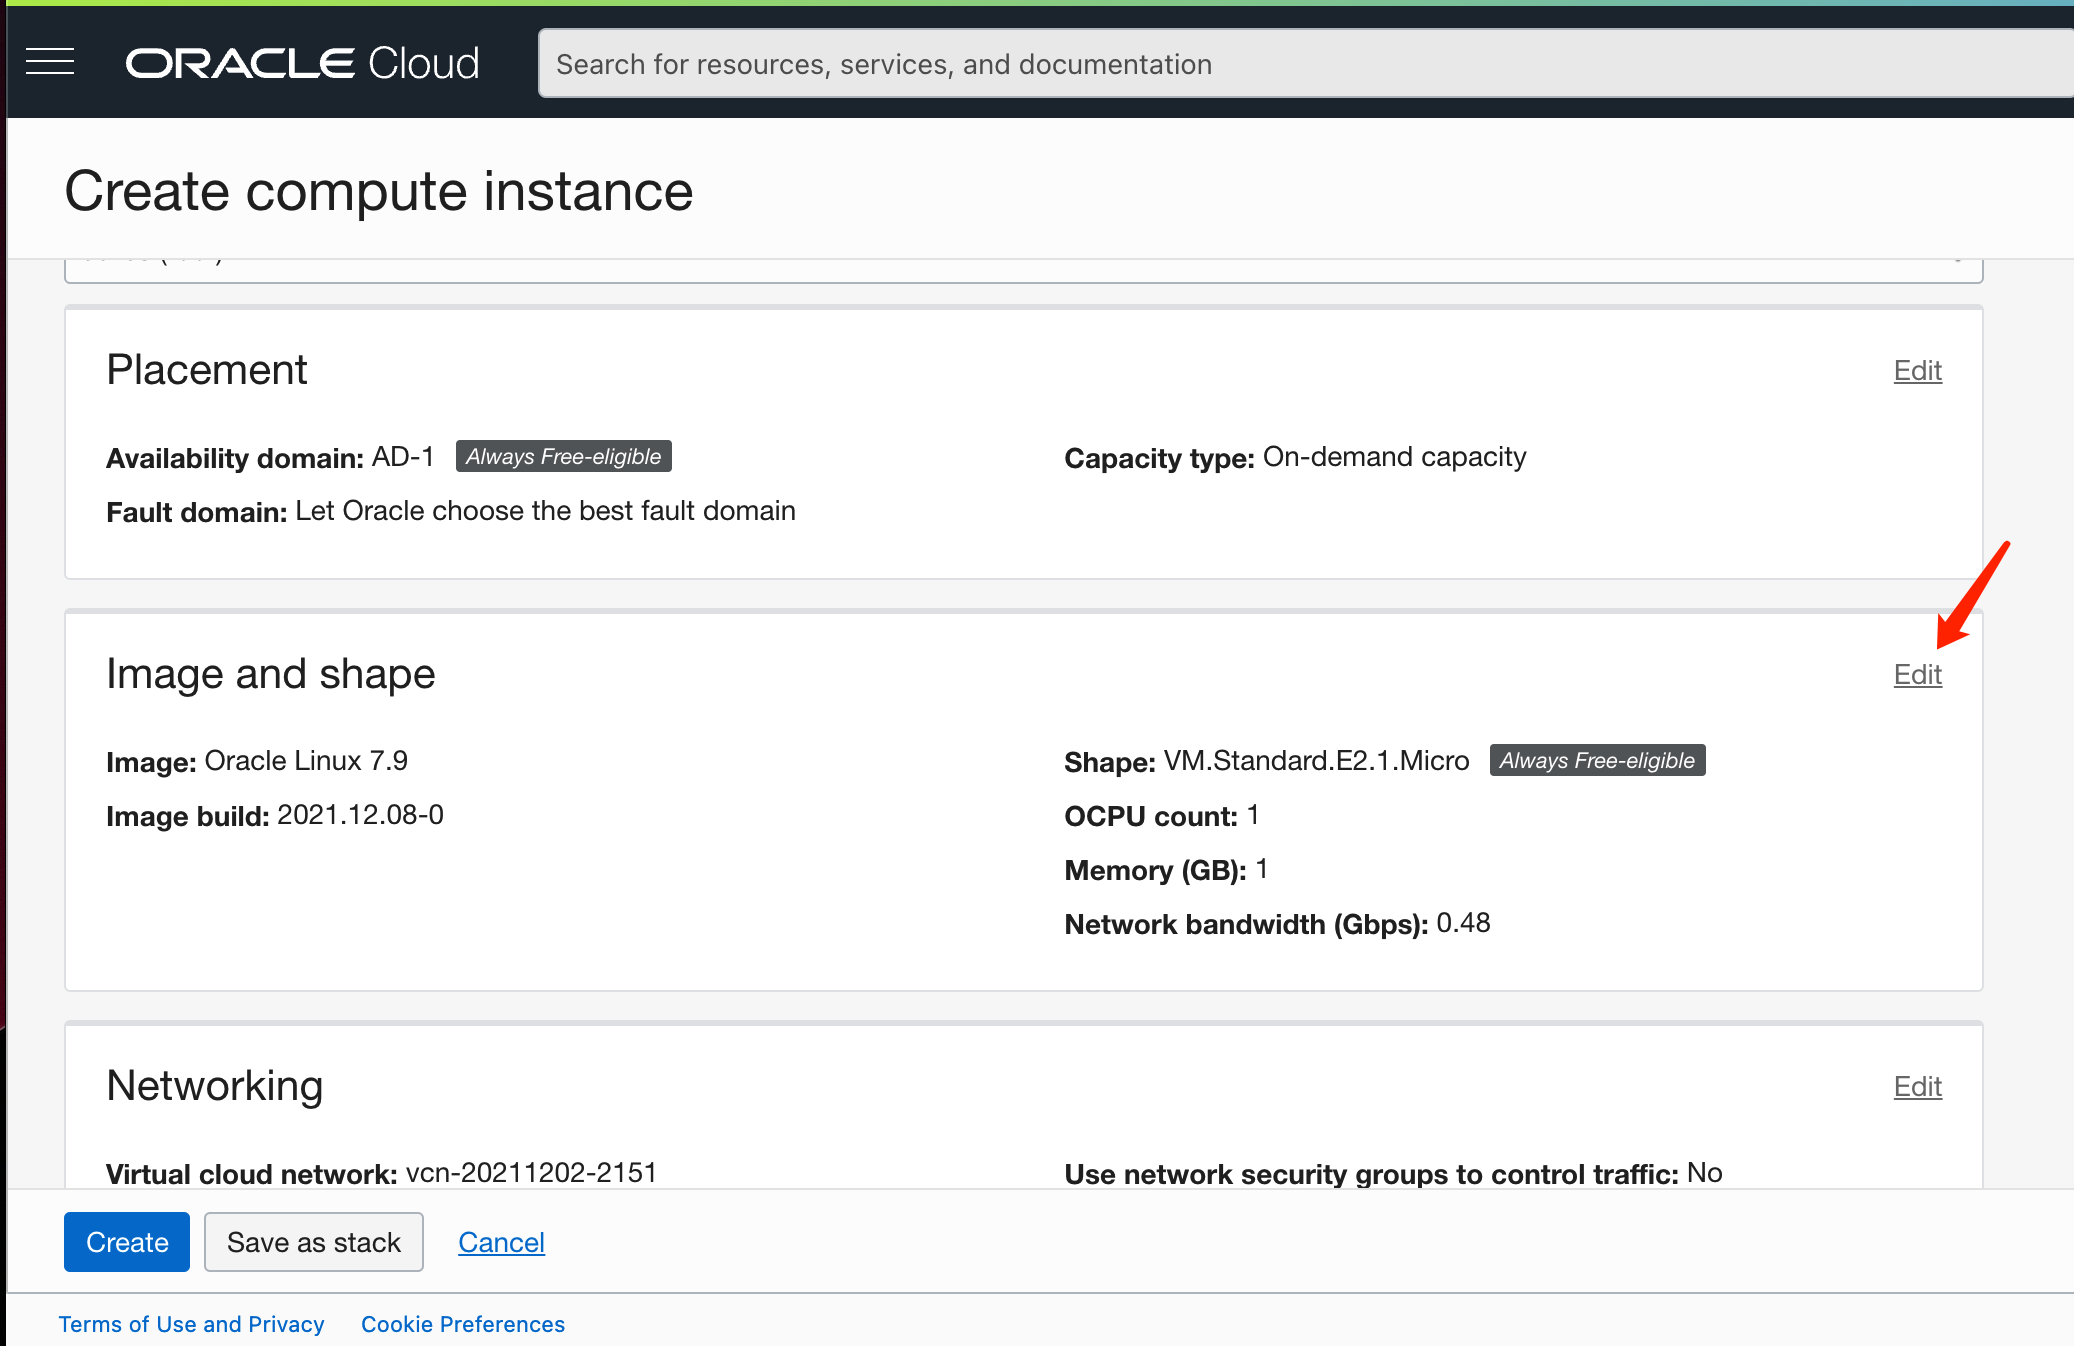 ORACLE Cloud
Search for resources, services, and documentation
Create compute instance
Placement
Edit
Availability domain: AD-1 Always Free-eligible
Capacity type: On-demand capacity
Fault domain: Let Oracle choose the best fault domain
Image and shape
Edit
Image: Oracle Linux 7.9
Image build: 2021.12.08-0
Shape: VM.Standard.E2.1.Micro Always Free-eligible
OCPU count: 1
Memory (GB): 1
Network bandwidth (Gbps): 0.48
Networking
Edit
Virtual cloud network: vcn-20211202-2151
Use network security groups to control traffic: No
Create
Save as stack
Cancel
Terms of Use and Privacy
Cookie Preferences